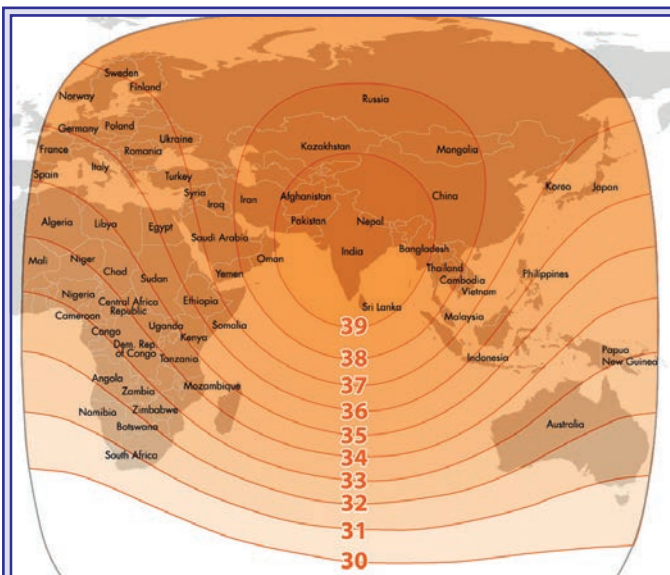 Sweden
Finland
Norway
Russia
Germany
Poland
Ukraine
France
Romania
Kazakhstan
Mongolia
Italy
Spain
Turkey
Syria
Iraq
Iran
Afghanistan
China
Korea
Japan
Algeria
Libya
Egypt
Pakistan
Nepal
Saudi Arabia
India
Bangladesh
Mali
Niger
Oman
Chad
Sudan
Yemen
Thailand
Cambodia
Vietnam
Philippines
Nigeria
Central Africa
Republic
Ethiopia
Sri Lanka
Cameroon
Malaysia
Congo
Uganda
Somalia
Kenya
39
Dem. Rep.
of Congo
Tanzania
38
Indonesia
Papua
New Guinea
Angola
Zambia
Mozambique
37
Namibia
Zimbabwe
36
Botswana
Australia
35
South Africa
34
33
32
31
30